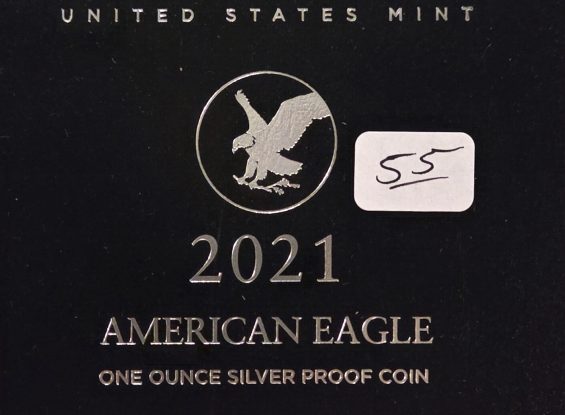 UNITED STATES MINT
55
2021
AMERICAN EAGLE
ONE OUNCE SILVER PROOF COIN